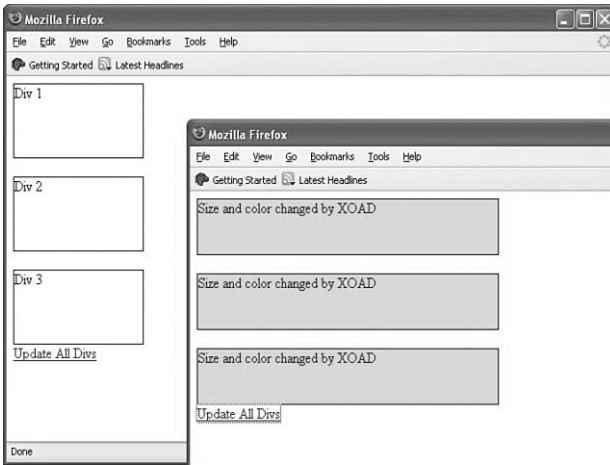 Mozilla Firefox
File Edit View Go Bookmarks Tools Help
Getting Started Latest Headlines
Div 1
Div 2
Div 3
Update All Divs
Done
Mozilla Firefox
File Edit View Go Bookmarks Tools Help
Getting Started Latest Headlines
Size and color changed by XOAD
Size and color changed by XOAD
Size and color changed by XOAD
Update All Divs